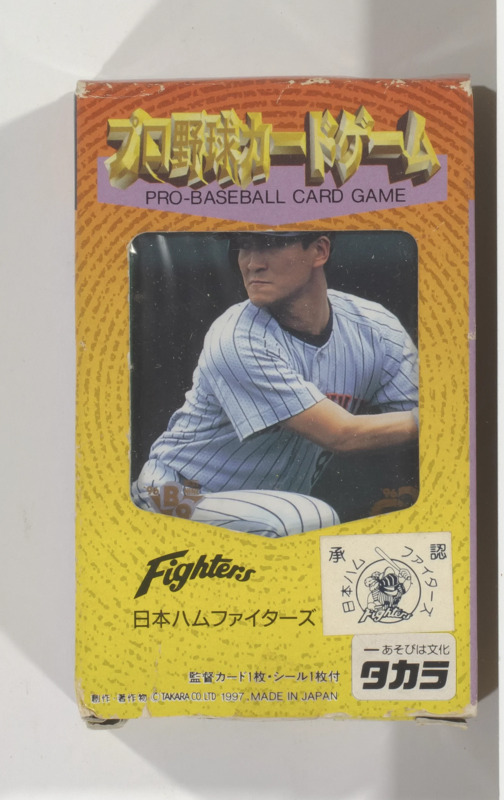 プロ野球カードゲーム
PRO-BASEBALL CARD GAME
Fighters
日本ハムファイターズ
承認
日本ハムファイターズ
Fighters
一あそびは文化
タカラ
監督カード1枚・シール1枚付
創作・著作物 ©TAKARA CO.LTD 1997 MADE IN JAPAN